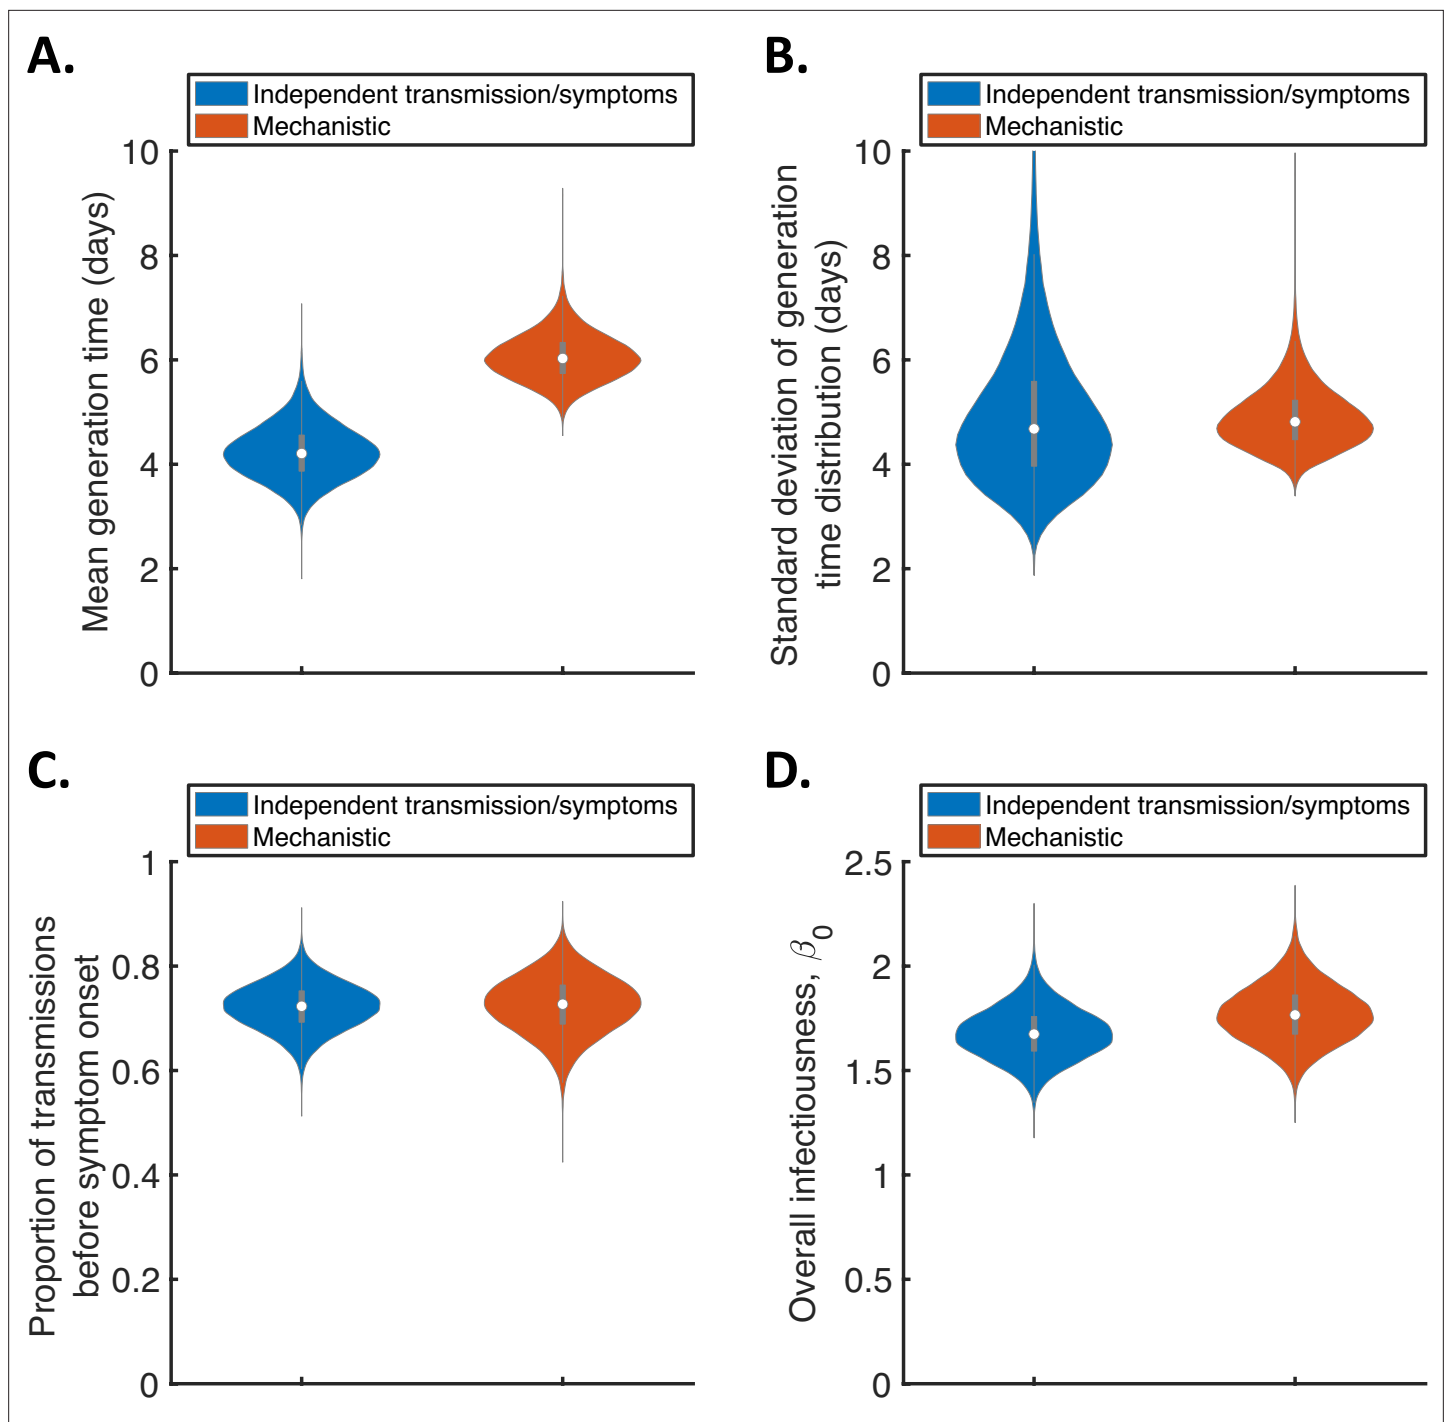 A.
Independent transmission/symptoms
Mechanistic
Mean generation time (days)
10
8
6
4
2
0
B.
Independent transmission/symptoms
Mechanistic
Standard deviation of generation
time distribution (days)
10
8
6
4
2
0
C.
Independent transmission/symptoms
Mechanistic
Proportion of transmissions
before symptom onset
1
0.8
0.6
0.4
0.2
0
D.
Independent transmission/symptoms
Mechanistic
Overall infectiousness, β0
2.5
2
1.5
1
0.5
0